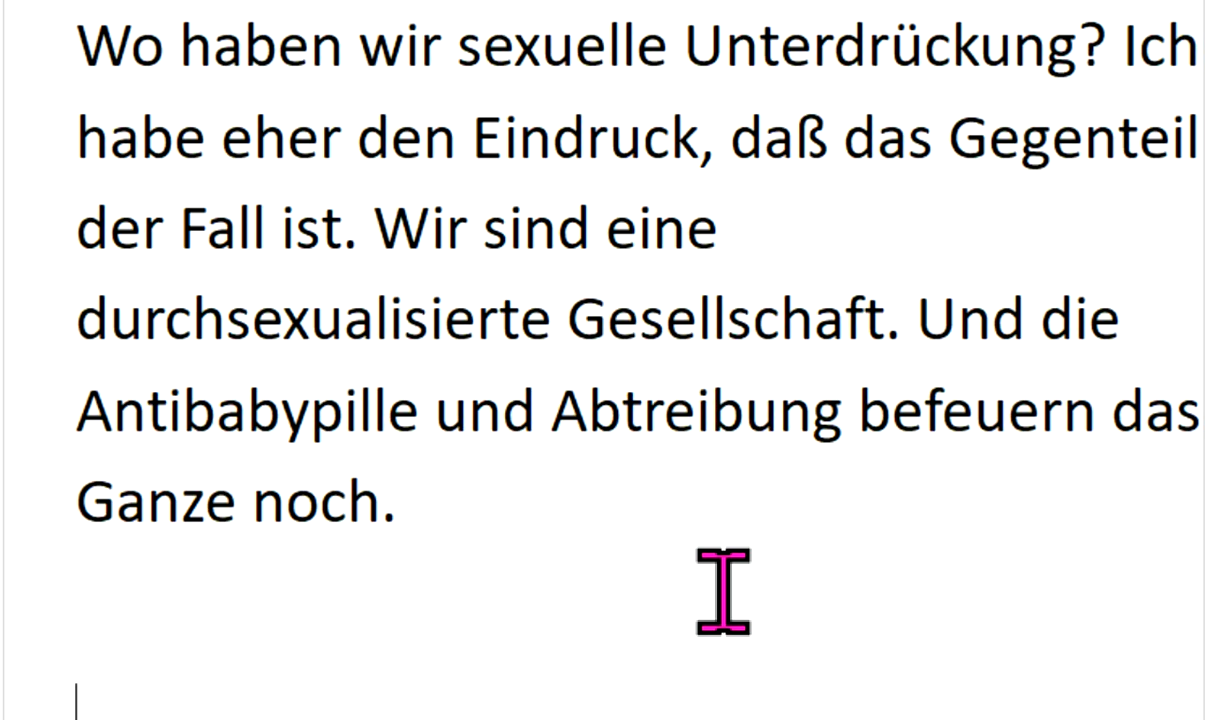 Wo haben wir sexuelle Unterdrückung? Ich
habe eher den Eindruck, daß das Gegenteil
der Fall ist. Wir sind eine
durchsexualisierte Gesellschaft. Und die
Antibabypille und Abtreibung befeuern das
Ganze noch.